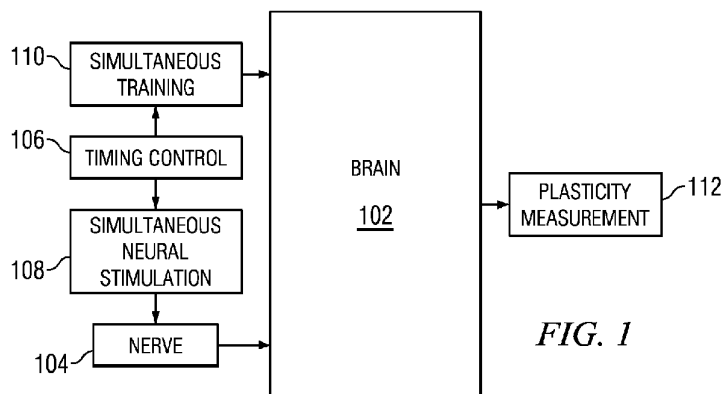 110
SIMULTANEOUS
TRAINING
106
TIMING CONTROL
BRAIN
102
PLASTICITY
MEASUREMENT
112
SIMULTANEOUS
NEURAL
STIMULATION
108
NERVE
104
FIG. 1